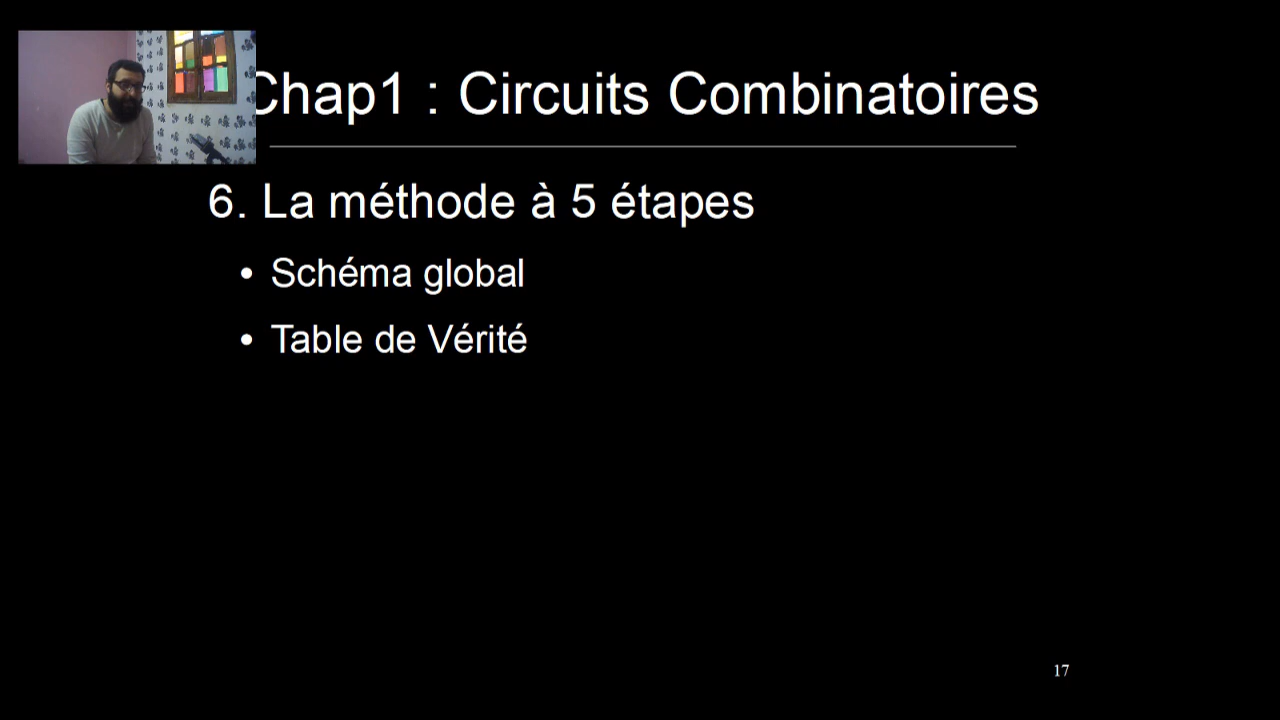 Chap1 : Circuits Combinatoires
6. La méthode à 5 étapes
• Schéma global
• Table de Vérité
17